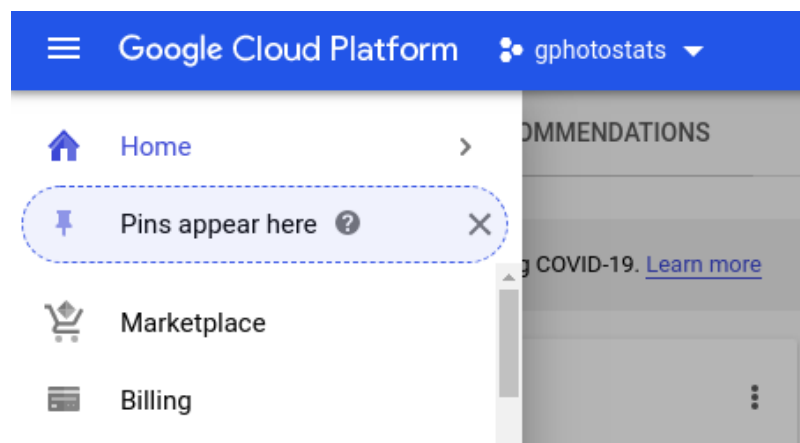 Google Cloud Platform gphotostats
Home
OMMENDATIONS
Pins appear here ?
g COVID-19. Learn more
Marketplace
Billing